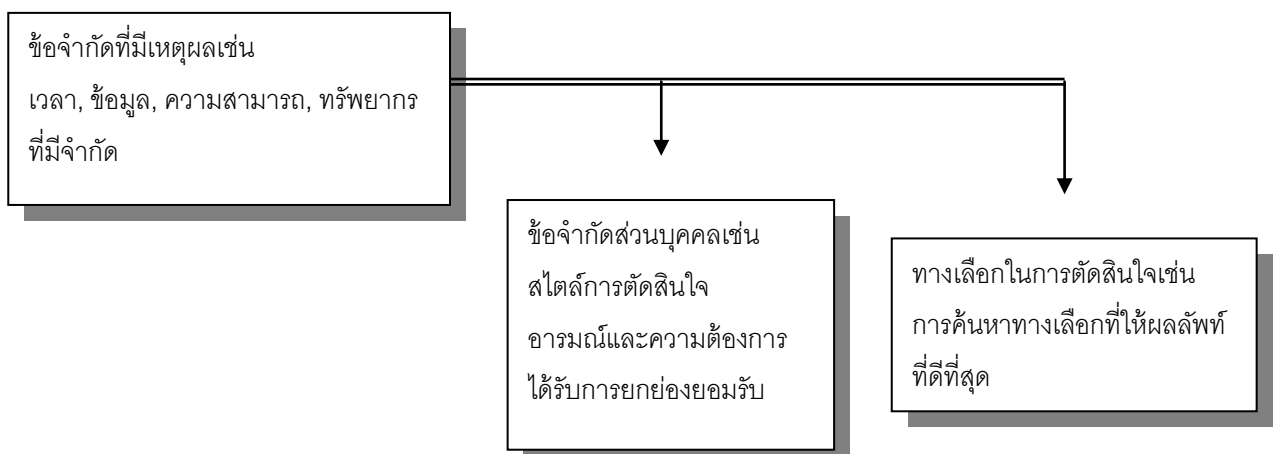 ข้อจำกัดที่มีเหตุผลเช่น
เวลา, ข้อมูล, ความสามารถ, ทรัพยากร
ที่มีจำกัด
ข้อจำกัดส่วนบุคคลเช่น
สไตล์การตัดสินใจ
อารมณ์และความต้องการ
ได้รับการยกย่องยอมรับ
ทางเลือกในการตัดสินใจเช่น
การค้นหาทางเลือกที่ให้ผลลัพท์
ที่ดีที่สุด